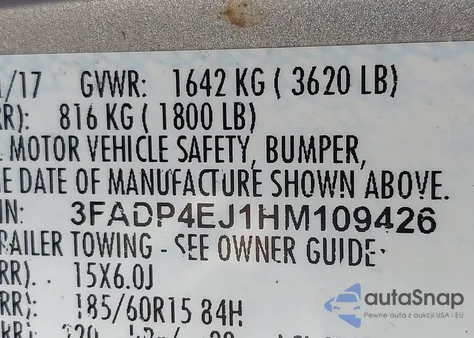 /17 GVWR: 1642 KG ( 3620 LB)
RR): 816 KG ( 1800 LB)
MOTOR VEHICLE SAFETY, BUMPER,
DATE OF MANUFACTURE SHOWN ABOVE.
IN: 3FADP4EJ1HM109426
RAILER TOWING - SEE OWNER GUIDE
RR) 15X6.0J
RR) 185/60R15 84H
autoSnap
Pewne auta z aukcji USA i EU